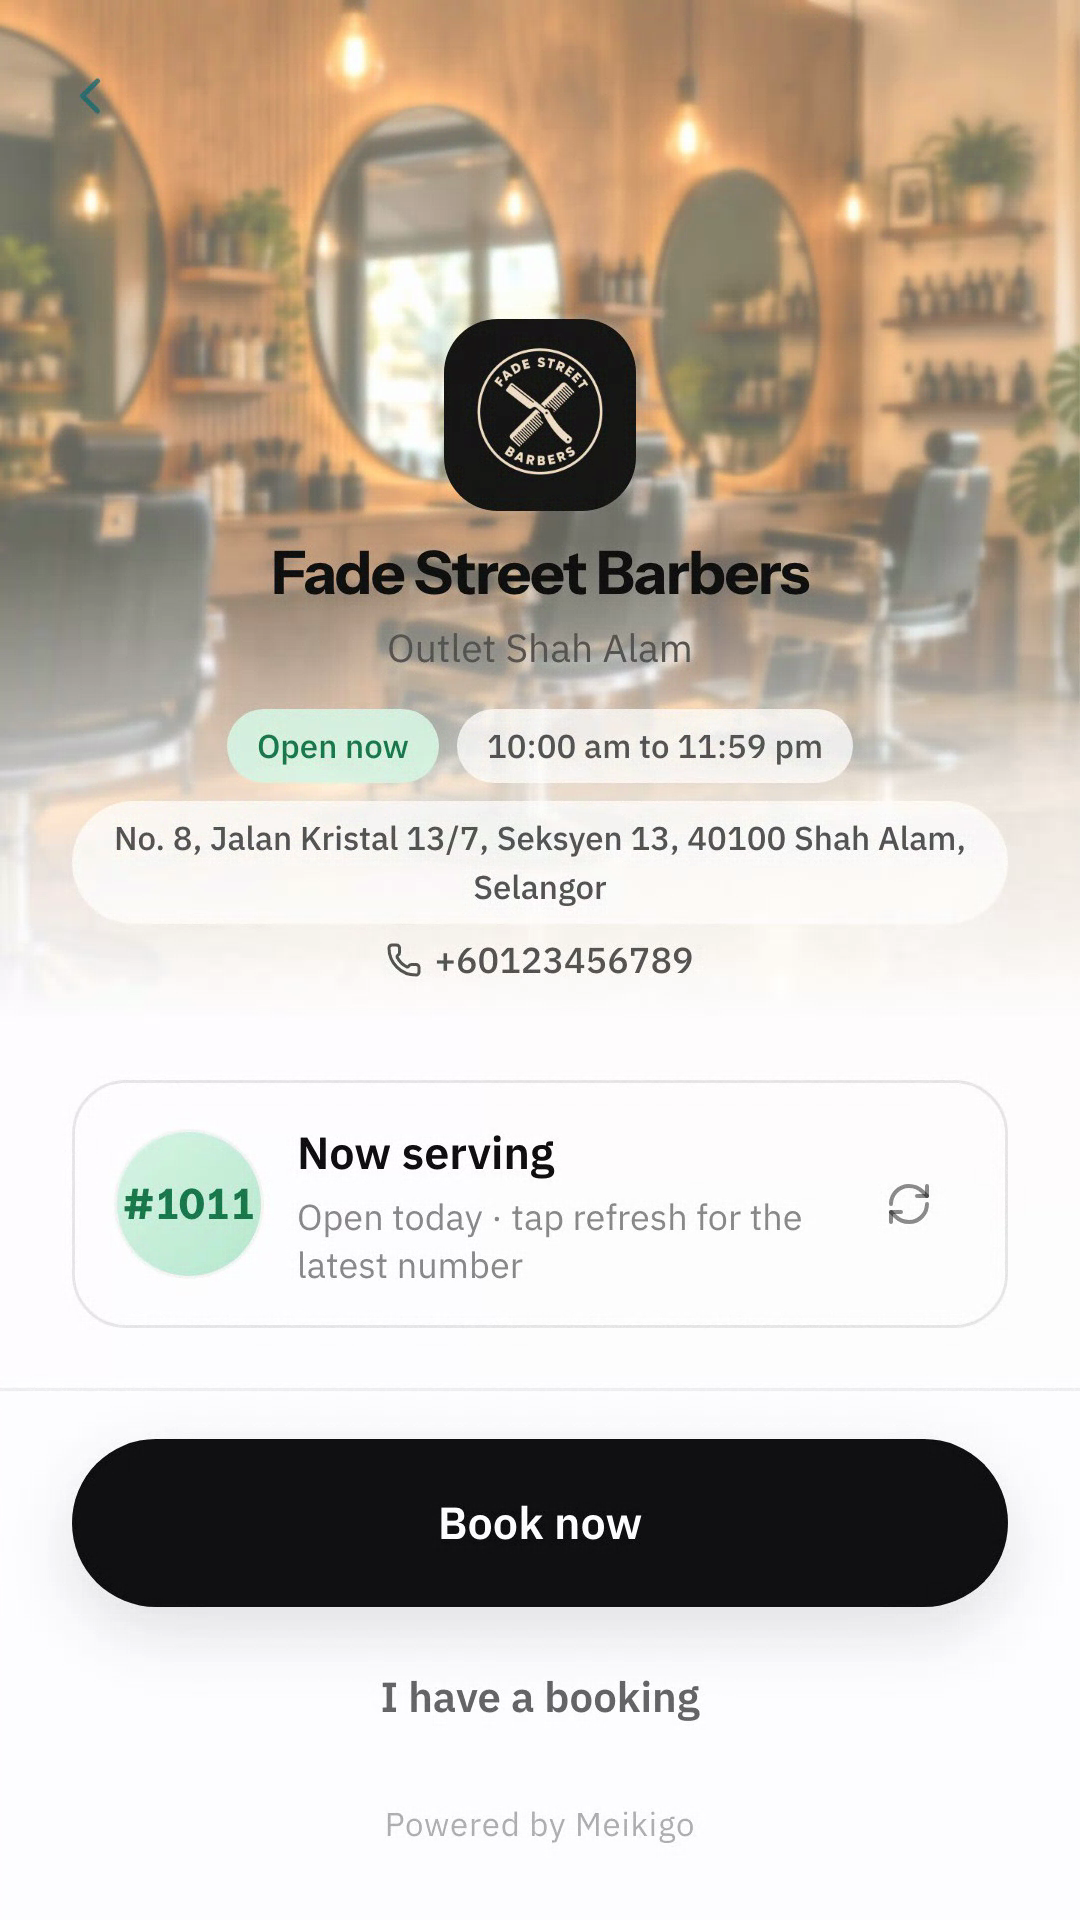 FADE STREET
BARBERS
Fade Street Barbers
Outlet Shah Alam
Open now
10:00 am to 11:59 pm
No. 8, Jalan Kristal 13/7, Seksyen 13, 40100 Shah Alam,
Selangor
+60123456789
#1011
Now serving
Open today · tap refresh for the
latest number
Book now
I have a booking
Powered by Meikigo